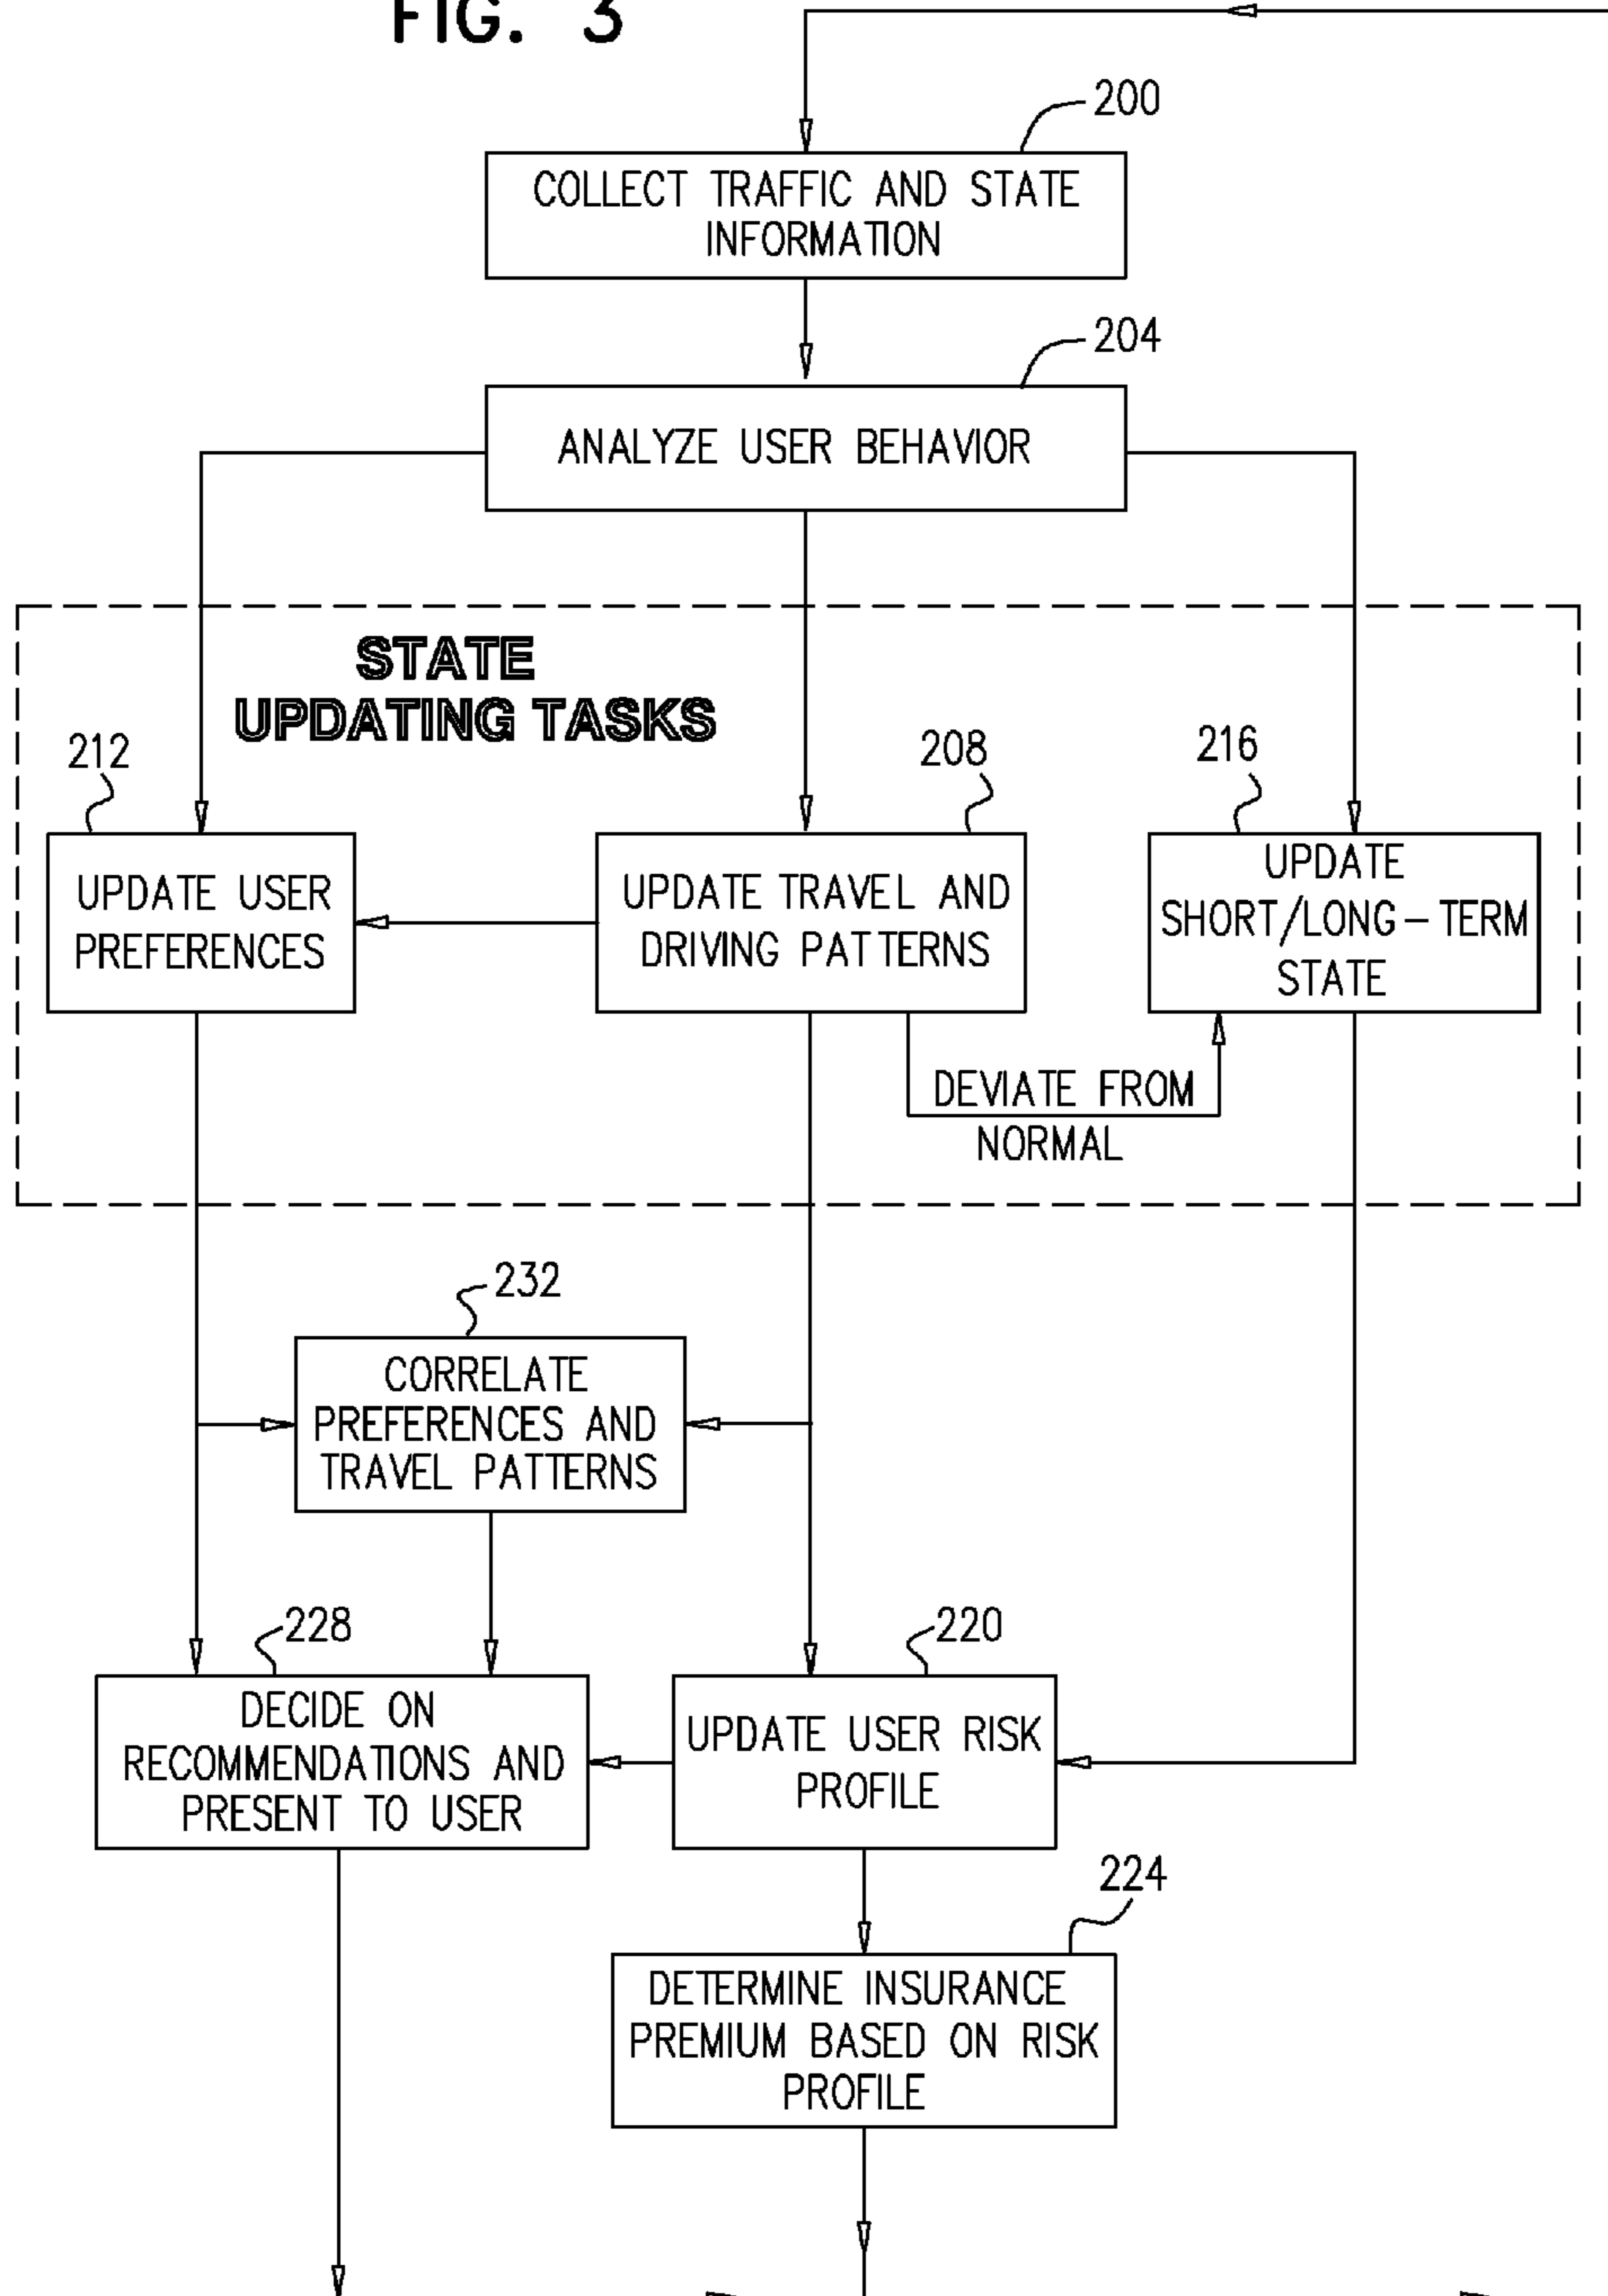 FIG. 3
200
COLLECT TRAFFIC AND STATE
INFORMATION
204
ANALYZE USER BEHAVIOR
STATE
UPDATING TASKS
212
208
216
UPDATE USER
PREFERENCES
UPDATE TRAVEL AND
DRIVING PATTERNS
UPDATE
SHORT/LONG-TERM
STATE
DEVIATE FROM
NORMAL
232
CORRELATE
PREFERENCES AND
TRAVEL PATTERNS
228
220
DECIDE ON
RECOMMENDATIONS AND
PRESENT TO USER
UPDATE USER RISK
PROFILE
224
DETERMINE INSURANCE
PREMIUM BASED ON RISK
PROFILE